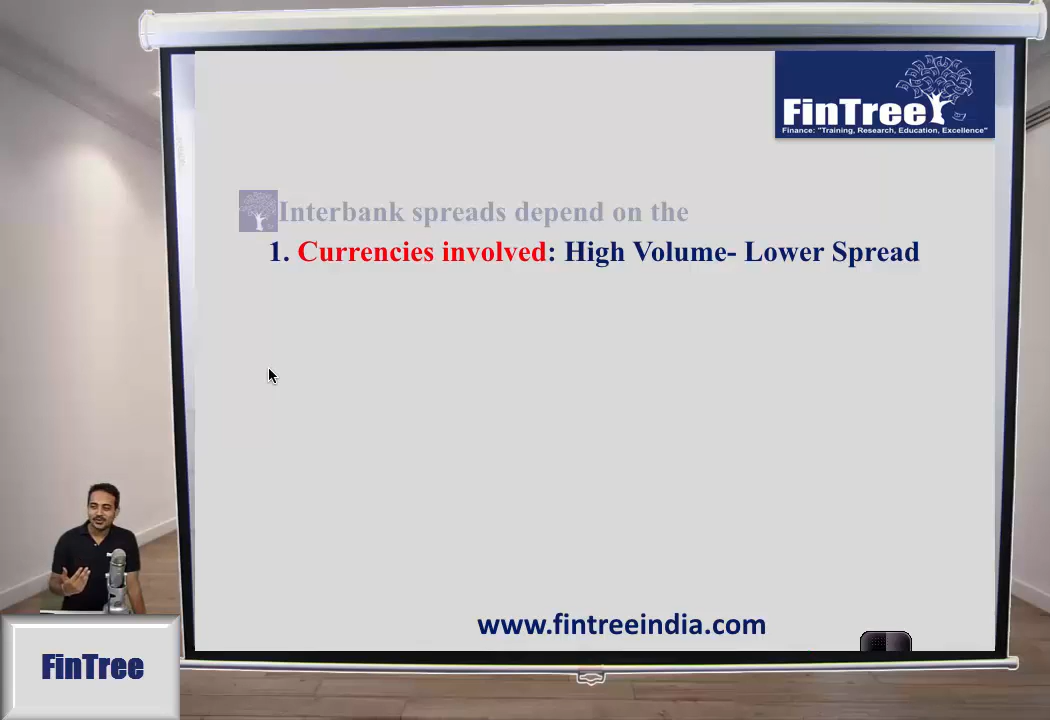 FinTree
Finance: "Training, Research, Education, Excellence"
Interbank spreads depend on the
1. Currencies involved: High Volume- Lower Spread
www.fintreeindia.com
FinTree